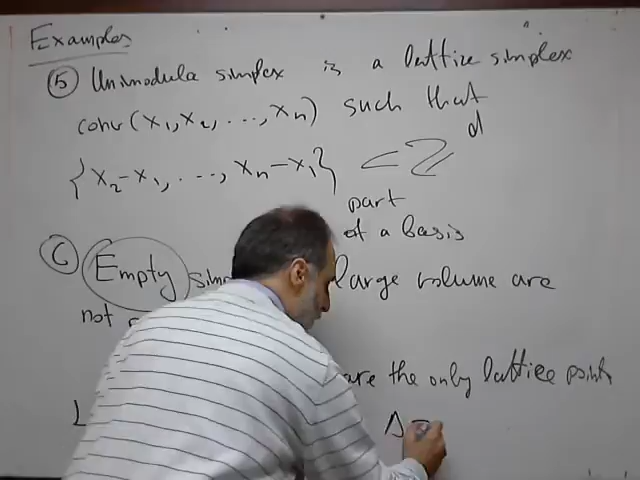 Examples
⑤ Unimodula simplex is a lattice simplex
conv(x₁,x₂,...,xₙ) such that
{x₂-x₁,...,xₙ-x₁} ⊂ ℤᵈ
part
of a basis
⑥ Empty large volume are
not
are the only lattice points
Δ